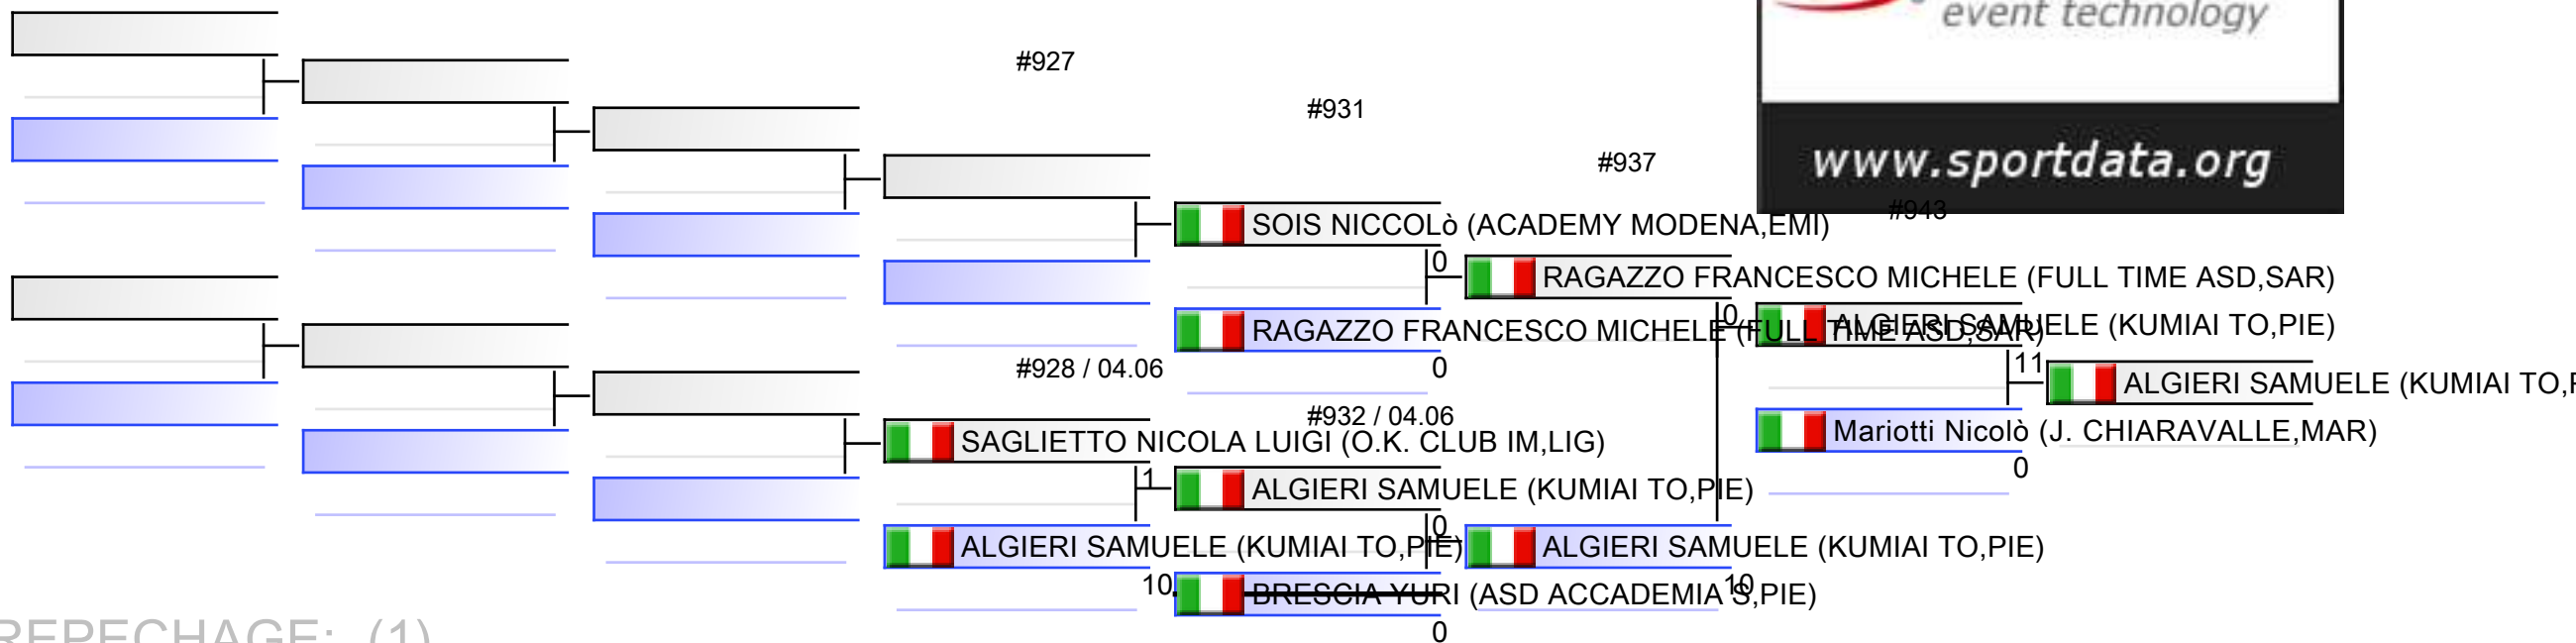 event technology
www.sportdata.org
#927
#931
#937
#943
SOIS NICCOLò (ACADEMY MODENA,EMI)
0
RAGAZZO FRANCESCO MICHELE (FULL TIME ASD,SAR)
RAGAZZO FRANCESCO MICHELE (FULL TIME ASD,SAR)
0
0
ALGIERI SAMUELE (KUMIAI TO,PIE)
11
ALGIERI SAMUELE (KUMIAI TO,
Mariotti Nicolò (J. CHIARAVALLE,MAR)
0
#928 / 04.06
#932 / 04.06
SAGLIETTO NICOLA LUIGI (O.K. CLUB IM,LIG)
1
ALGIERI SAMUELE (KUMIAI TO,PIE)
0
ALGIERI SAMUELE (KUMIAI TO,PIE)
10
ALGIERI SAMUELE (KUMIAI TO,PIE)
10
BRESCIA YURI (ASD ACCADEMIA S,PIE)
0
REPECHAGE: (1)